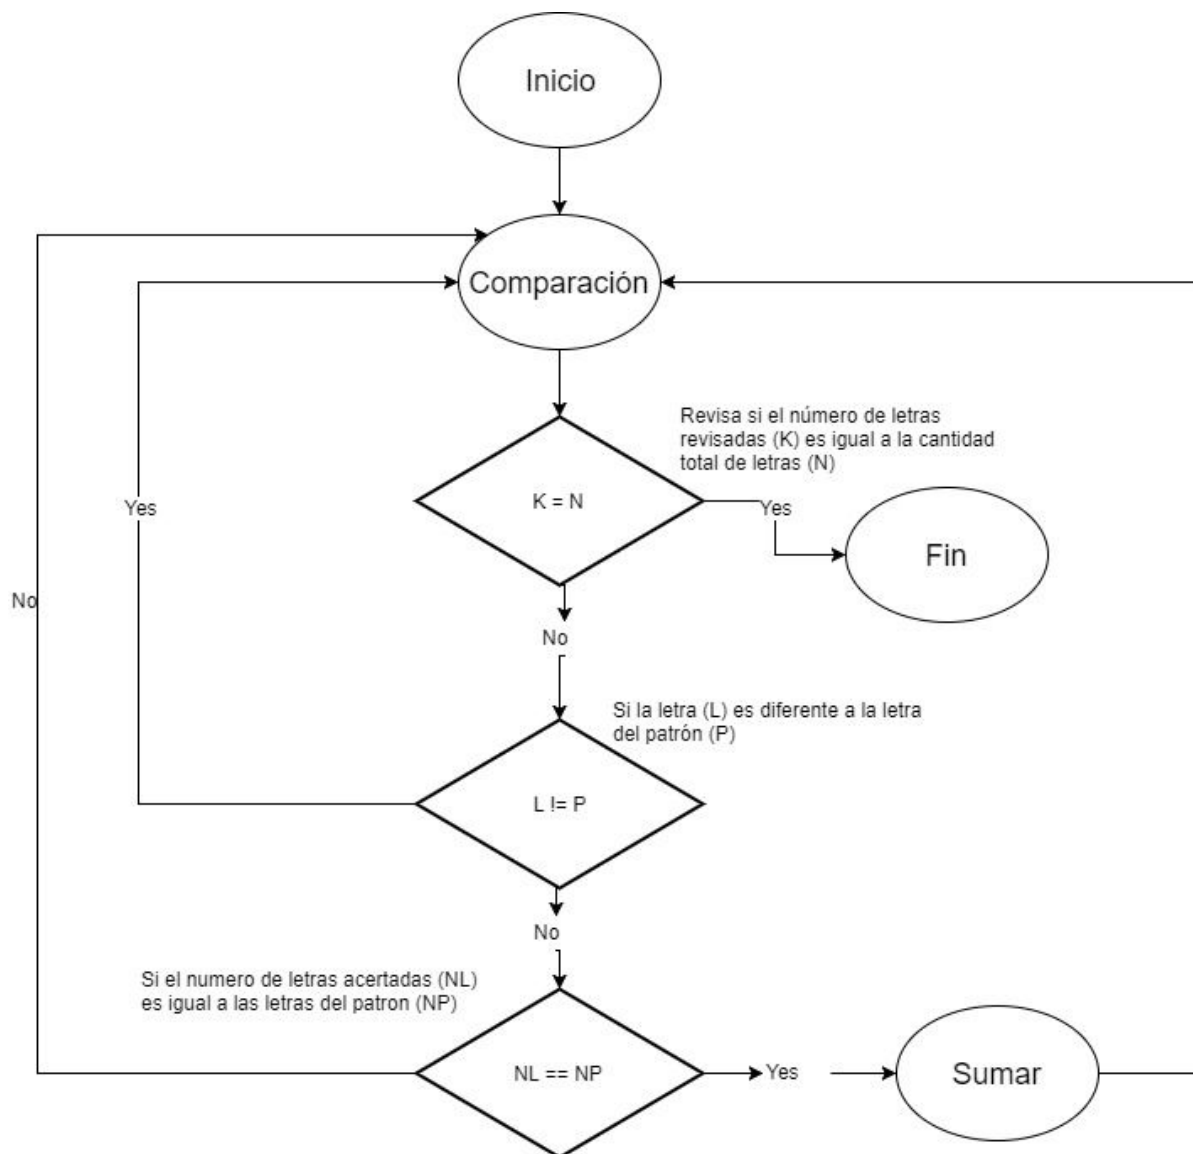 Inicio
Comparación
Revisa si el número de letras
revisadas (K) es igual a la cantidad
total de letras (N)
K = N
Yes
Yes
Fin
No
No
Si la letra (L) es diferente a la letra
del patrón (P)
L != P
No
Si el numero de letras acertadas (NL)
es igual a las letras del patron (NP)
NL == NP
Yes
Sumar